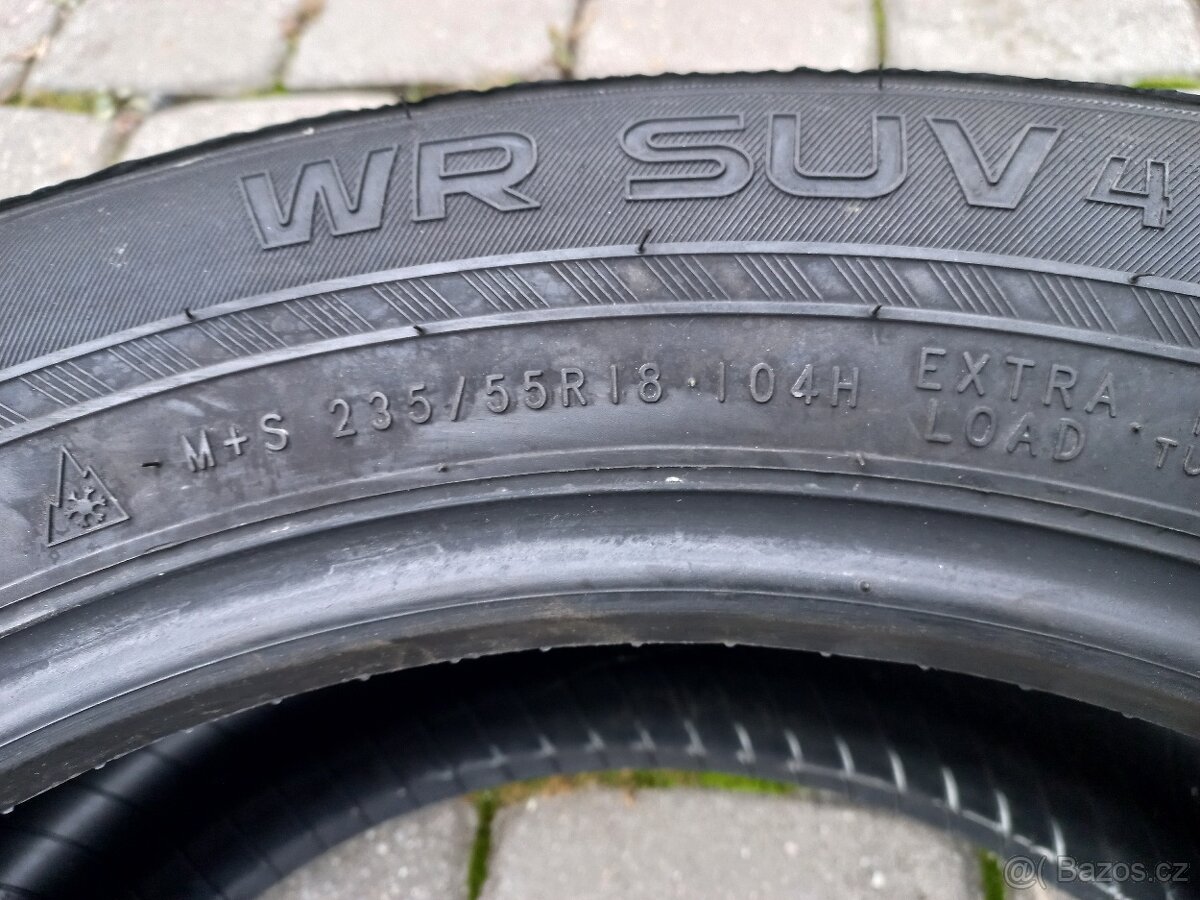 WR SUV 4
M+S 235/55R18 · 104H EXTRA LOAD ·
@( Bazos.cz